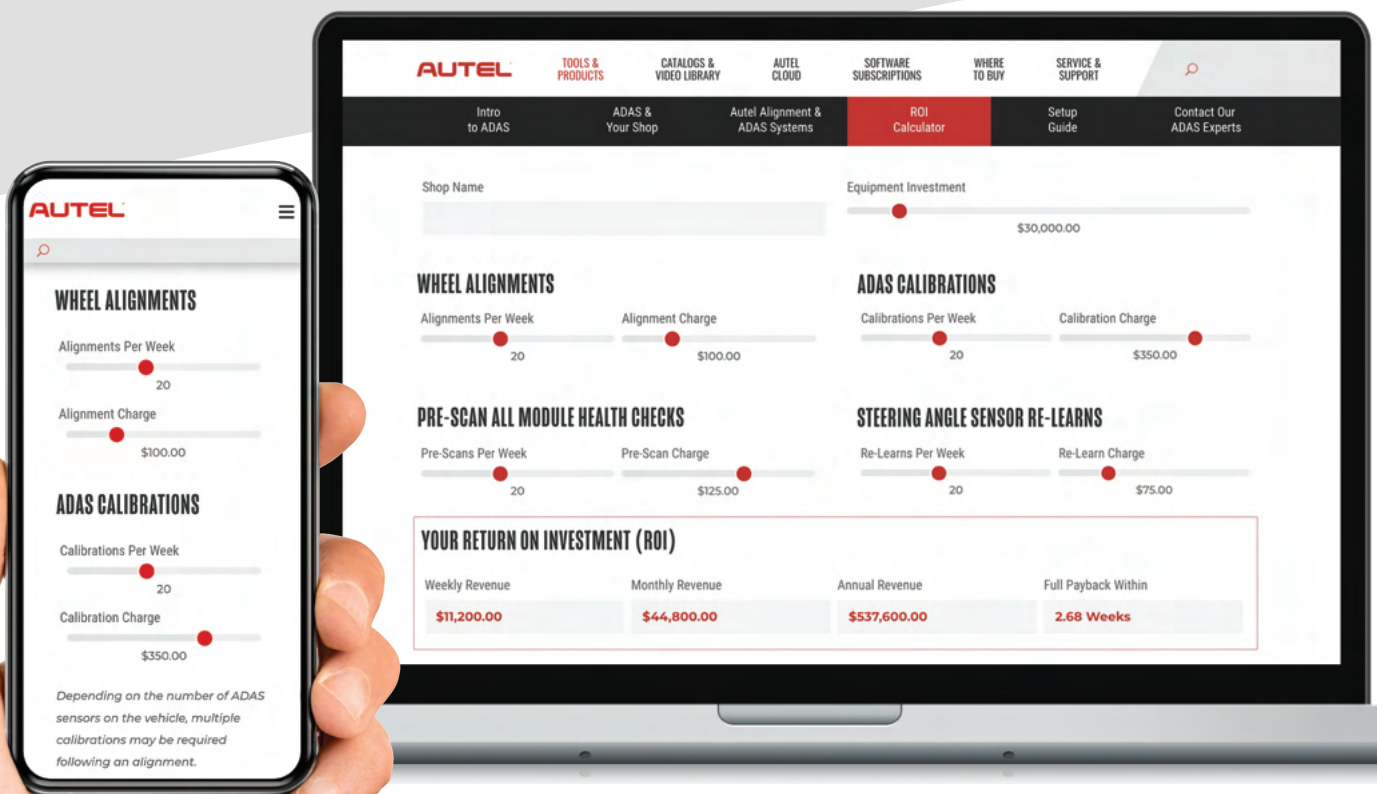 AUTEL
WHEEL ALIGNMENTS
Alignments Per Week
20
Alignment Charge
$100.00
ADAS CALIBRATIONS
Calibrations Per Week
20
Calibration Charge
$350.00
Depending on the number of ADAS
sensors on the vehicle, multiple
calibrations may be required
following an alignment.
AUTEL
TOOLS &
PRODUCTS
CATALOGS &
VIDEO LIBRARY
AUTEL
CLOUD
SOFTWARE
SUBSCRIPTIONS
WHERE
TO BUY
SERVICE &
SUPPORT
Intro
to ADAS
ADAS &
Your Shop
Autel Alignment &
ADAS Systems
ROI
Calculator
Setup
Guide
Contact Our
ADAS Experts
Shop Name
Equipment Investment
$30,000.00
WHEEL ALIGNMENTS
Alignments Per Week
20
Alignment Charge
$100.00
ADAS CALIBRATIONS
Calibrations Per Week
20
Calibration Charge
$350.00
PRE-SCAN ALL MODULE HEALTH CHECKS
Pre-Scans Per Week
20
Pre-Scan Charge
$125.00
STEERING ANGLE SENSOR RE-LEARNS
Re-Learns Per Week
20
Re-Learn Charge
$75.00
YOUR RETURN ON INVESTMENT (ROI)
Weekly Revenue
$11,200.00
Monthly Revenue
$44,800.00
Annual Revenue
$537,600.00
Full Payback Within
2.68 Weeks